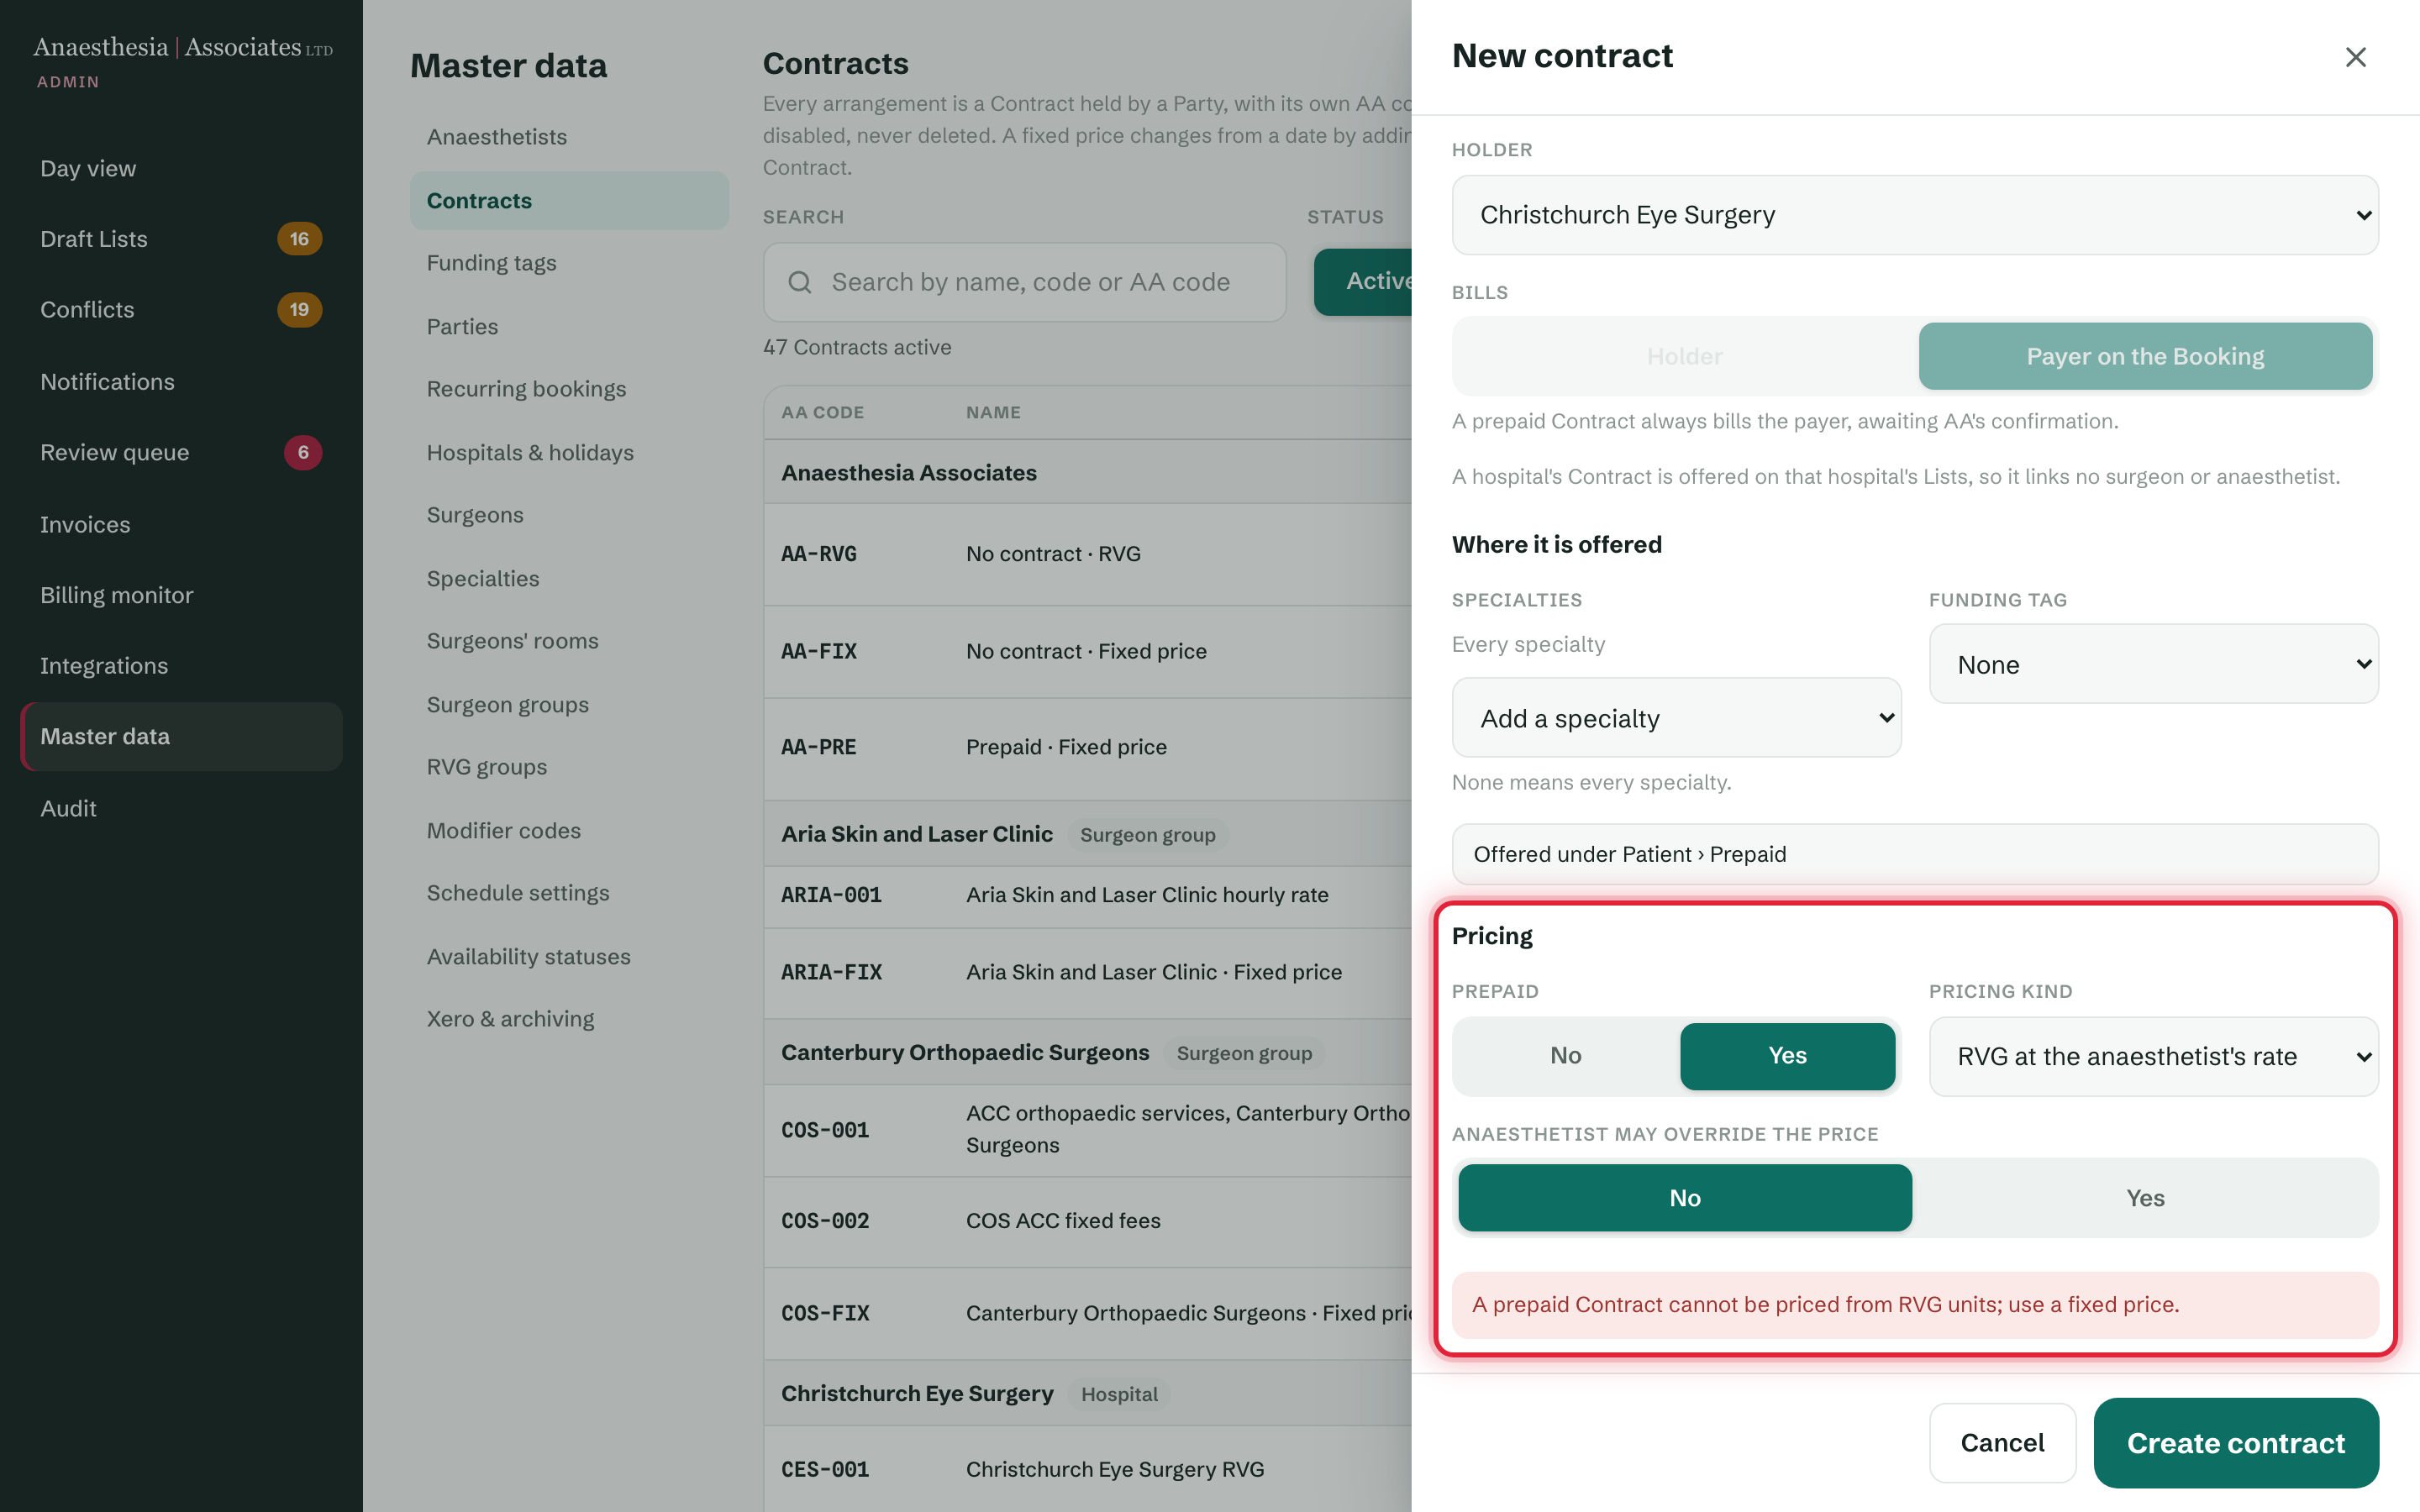 Anaesthesia | Associates LTD
ADMIN
Day view
Draft Lists 16
Conflicts 19
Notifications
Review queue 6
Invoices
Billing monitor
Integrations
Master data
Audit
Master data
Anaesthetists
Contracts
Funding tags
Parties
Recurring bookings
Hospitals & holidays
Surgeons
Specialties
Surgeons' rooms
Surgeon groups
RVG groups
Modifier codes
Schedule settings
Availability statuses
Xero & archiving
Contracts
Every arrangement is a Contract held by a Party, with its own AA co
disabled, never deleted. A fixed price changes from a date by addin
Contract.
SEARCH STATUS
Search by name, code or AA code Active
47 Contracts active
AA CODE NAME
Anaesthesia Associates
AA-RVG No contract · RVG
AA-FIX No contract · Fixed price
AA-PRE Prepaid · Fixed price
Aria Skin and Laser Clinic Surgeon group
ARIA-001 Aria Skin and Laser Clinic hourly rate
ARIA-FIX Aria Skin and Laser Clinic · Fixed price
Canterbury Orthopaedic Surgeons Surgeon group
COS-001 ACC orthopaedic services, Canterbury Ortho
Surgeons
COS-002 COS ACC fixed fees
COS-FIX Canterbury Orthopaedic Surgeons · Fixed pric
Christchurch Eye Surgery Hospital
CES-001 Christchurch Eye Surgery RVG
New contract
HOLDER
Christchurch Eye Surgery
BILLS
Holder Payer on the Booking
A prepaid Contract always bills the payer, awaiting AA's confirmation.
A hospital's Contract is offered on that hospital's Lists, so it links no surgeon or anaesthetist.
Where it is offered
SPECIALTIES FUNDING TAG
Every specialty
None
Add a specialty
None means every specialty.
Offered under Patient › Prepaid
Pricing
PREPAID PRICING KIND
No Yes RVG at the anaesthetist's rate
ANAESTHETIST MAY OVERRIDE THE PRICE
No Yes
A prepaid Contract cannot be priced from RVG units; use a fixed price.
Cancel Create contract